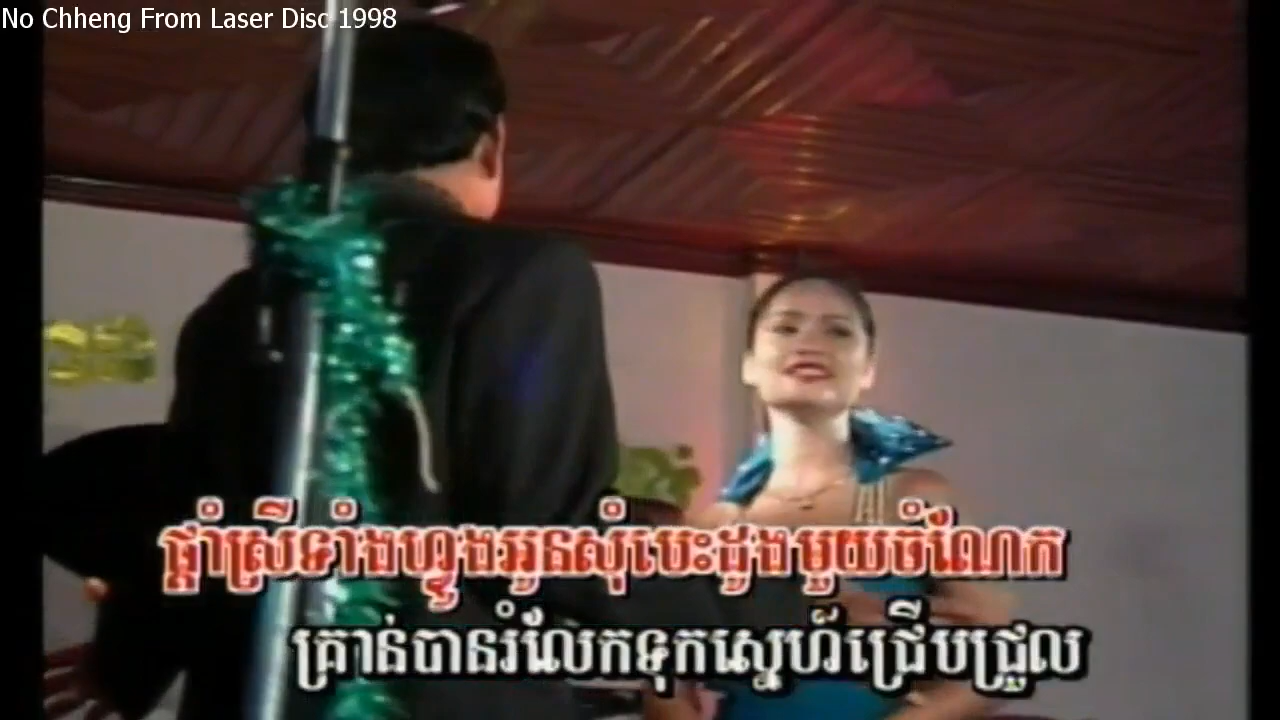 No Chheng From Laser Disc 1998
ផ្ដាំស្រីទាំងហ្វូងអូនសុំបេះដូងមួយចំណែក
គ្រាន់បានរំលែកទុកស្នេហ៍ជ្រើបជ្រួល